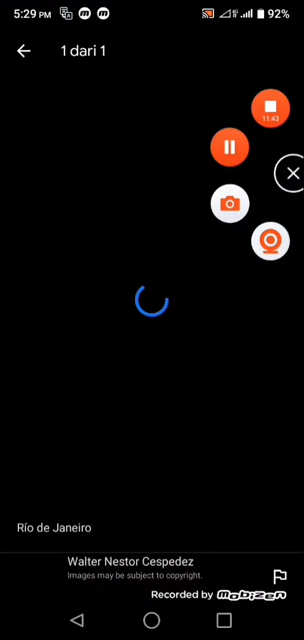 5:29 PM
92%
1 dari 1
11:43
Río de Janeiro
Walter Nestor Cespedez
Images may be subject to copyright.
Recorded by mobizen